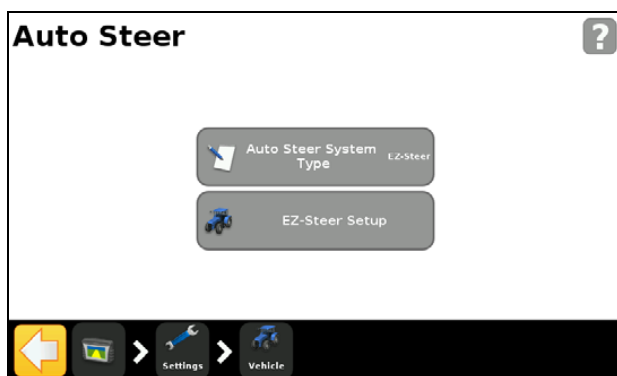 Auto Steer
?
Auto Steer System
Type
EZ-Steer
EZ-Steer Setup
Settings
Vehicle